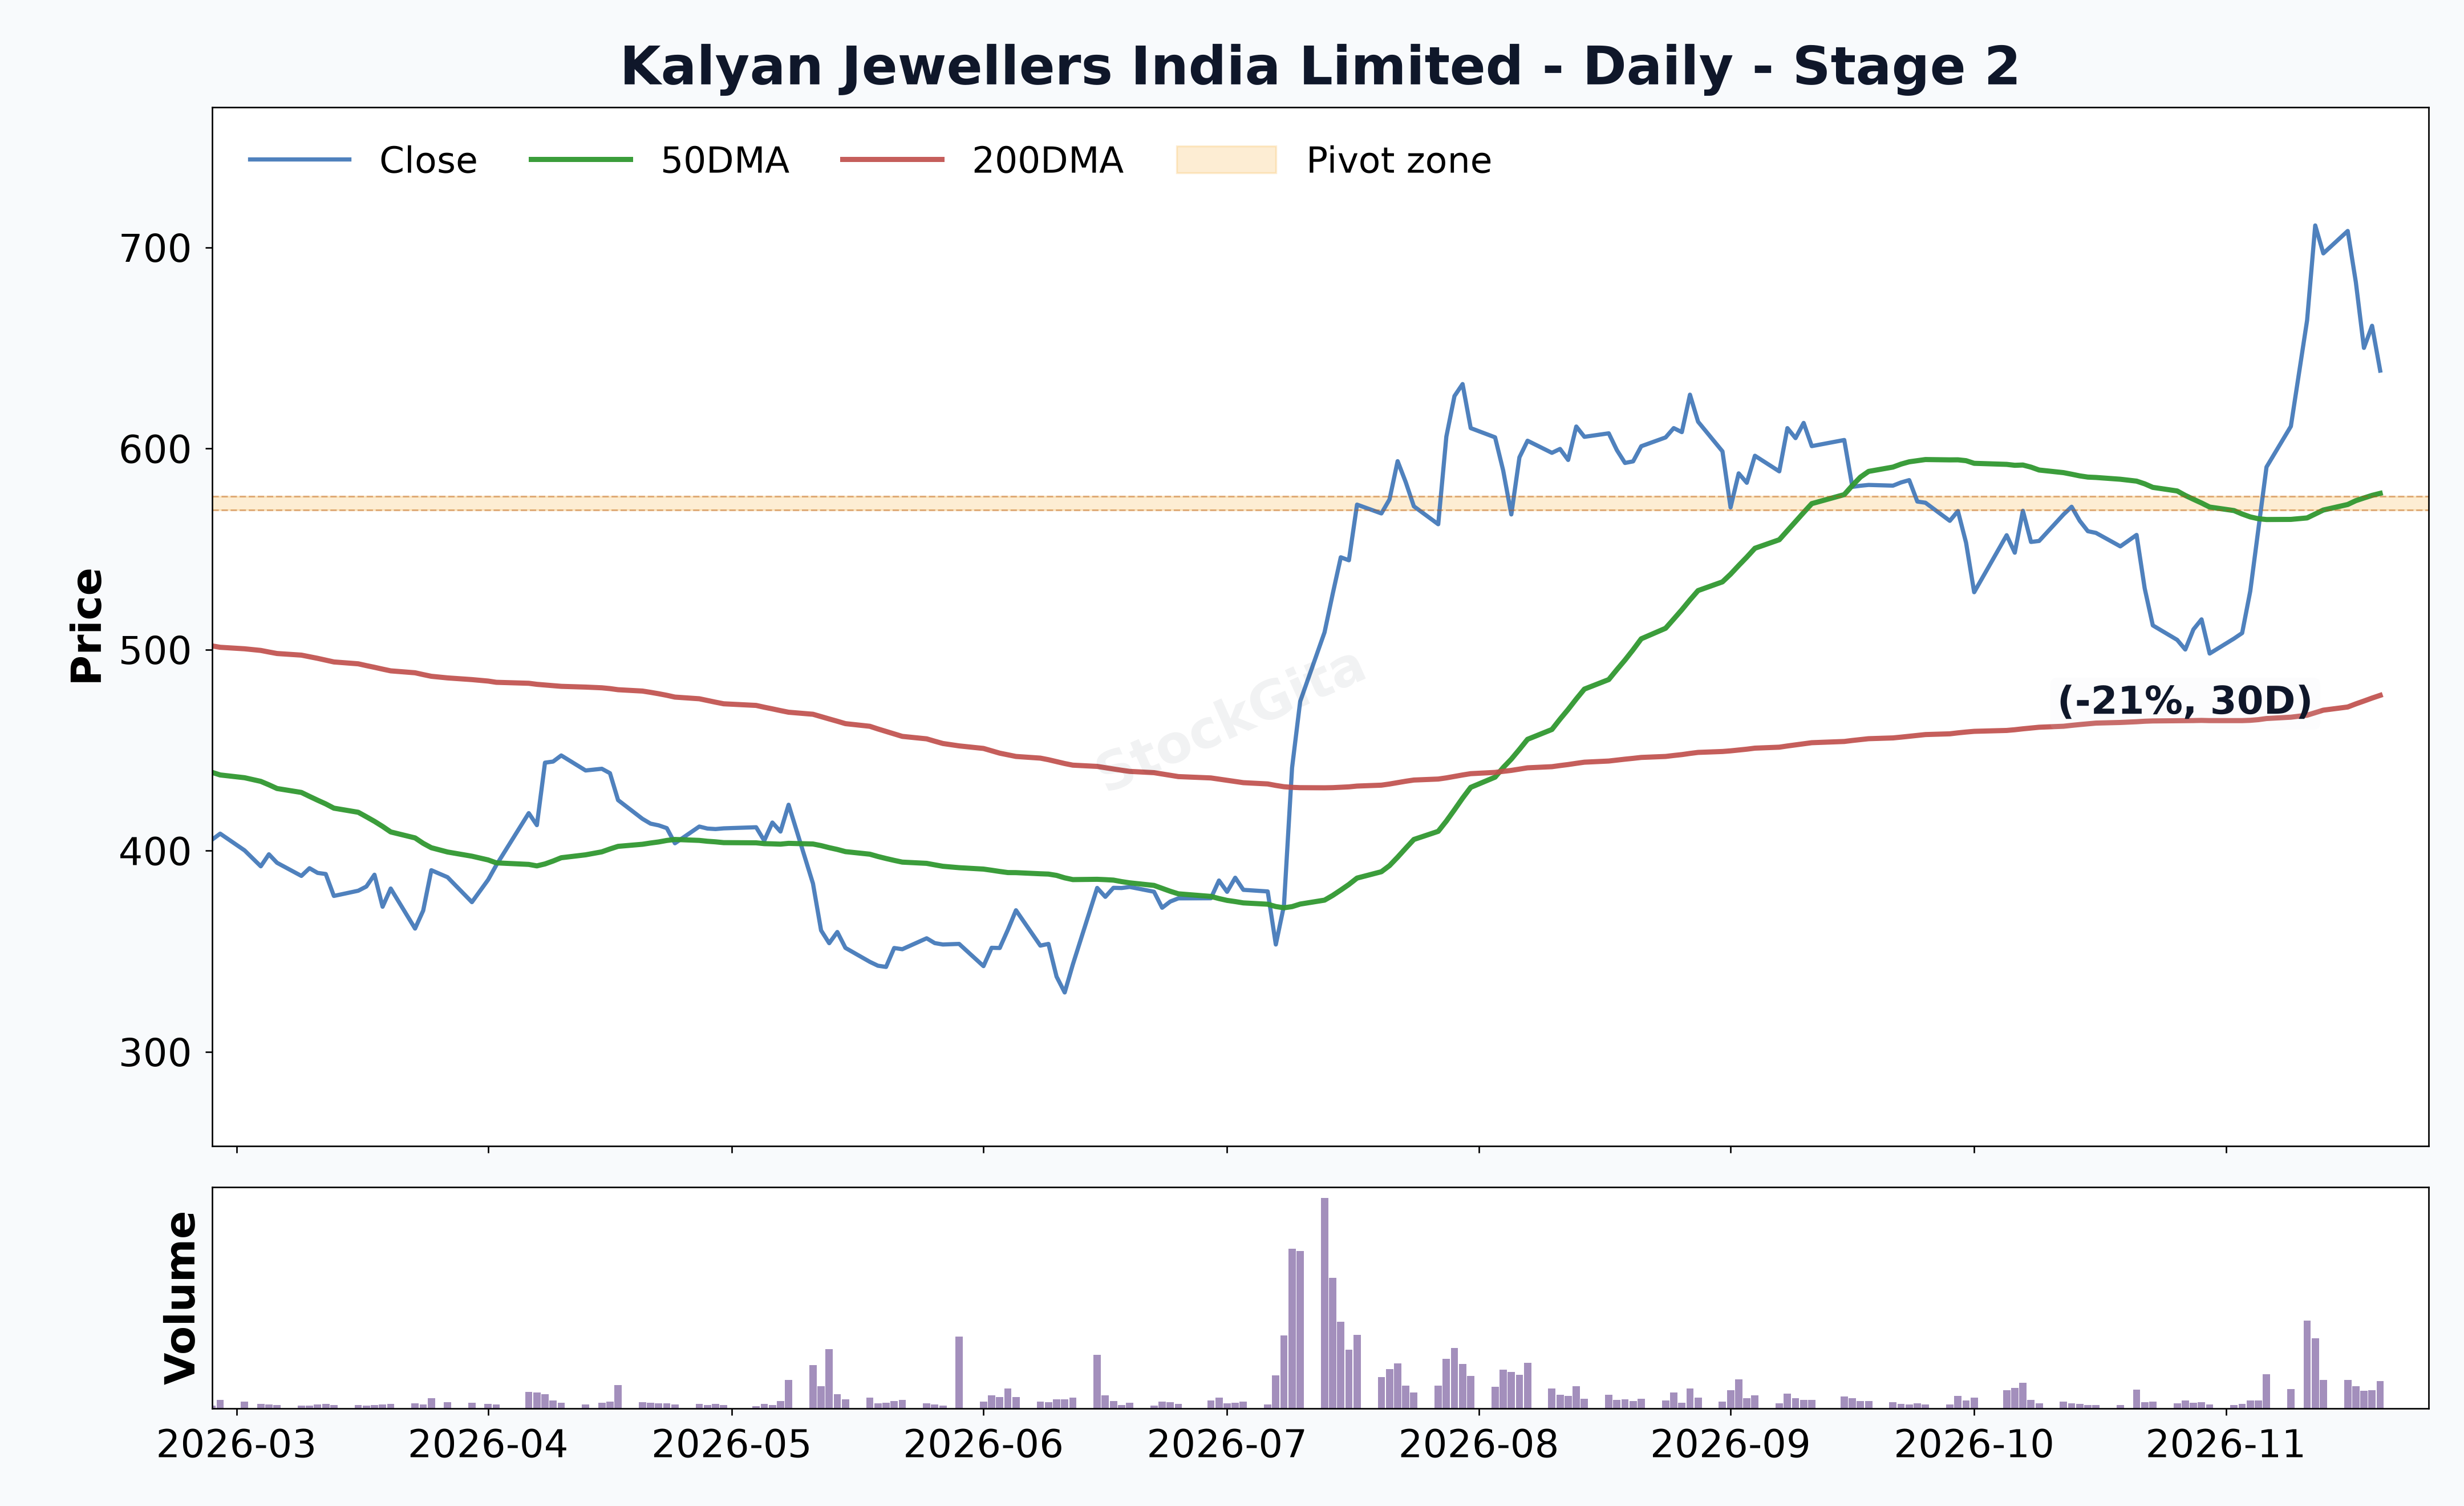 Kalyan Jewellers India Limited - Daily - Stage 2
Close 50DMA 200DMA Pivot zone
700
600
500
400
300
Price
StockGita
(-21%, 30D)
Volume
2026-03 2026-04 2026-05 2026-06 2026-07 2026-08 2026-09 2026-10 2026-11